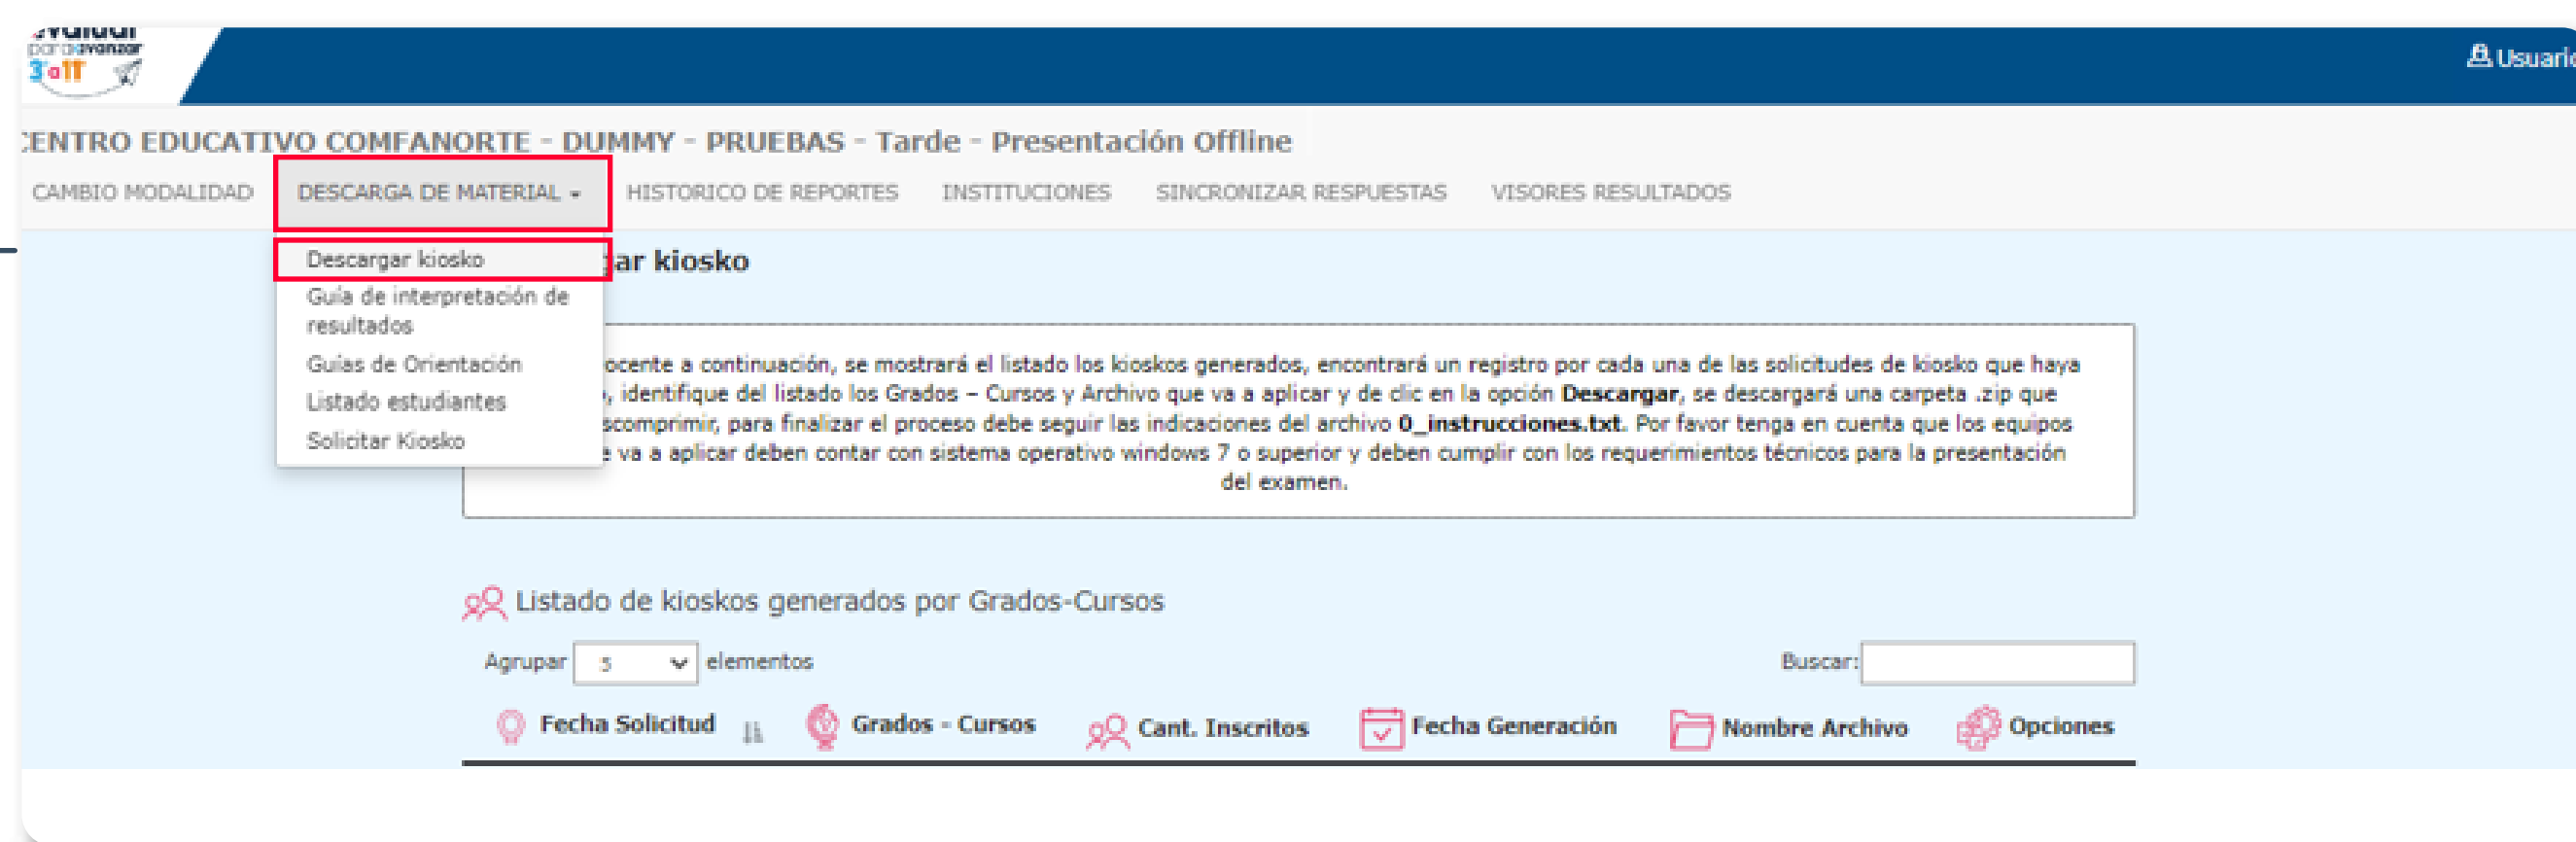 para avanzar
3°a11°
Usuario
CENTRO EDUCATIVO COMFANORTE - DUMMY - PRUEBAS - Tarde - Presentación Offline
CAMBIO MODALIDAD DESCARGA DE MATERIAL HISTORICO DE REPORTES INSTITUCIONES SINCRONIZAR RESPUESTAS VISORES RESULTADOS
Descargar kiosko
Guía de interpretación de
resultados
Guías de Orientación
Listado estudiantes
Solicitar Kiosko
ar kiosko
ocente a continuación, se mostrará el listado los kioskos generados, encontrará un registro por cada una de las solicitudes de kiosko que haya
, identifique del listado los Grados – Cursos y Archivo que va a aplicar y de clic en la opción Descargar, se descargará una carpeta .zip que
scomprimir, para finalizar el proceso debe seguir las indicaciones del archivo 0_instrucciones.txt. Por favor tenga en cuenta que los equipos
e va a aplicar deben contar con sistema operativo windows 7 o superior y deben cumplir con los requerimientos técnicos para la presentación
del examen.
Listado de kioskos generados por Grados-Cursos
Agrupar 5 elementos Buscar:
Fecha Solicitud Grados - Cursos Cant. Inscritos Fecha Generación Nombre Archivo Opciones